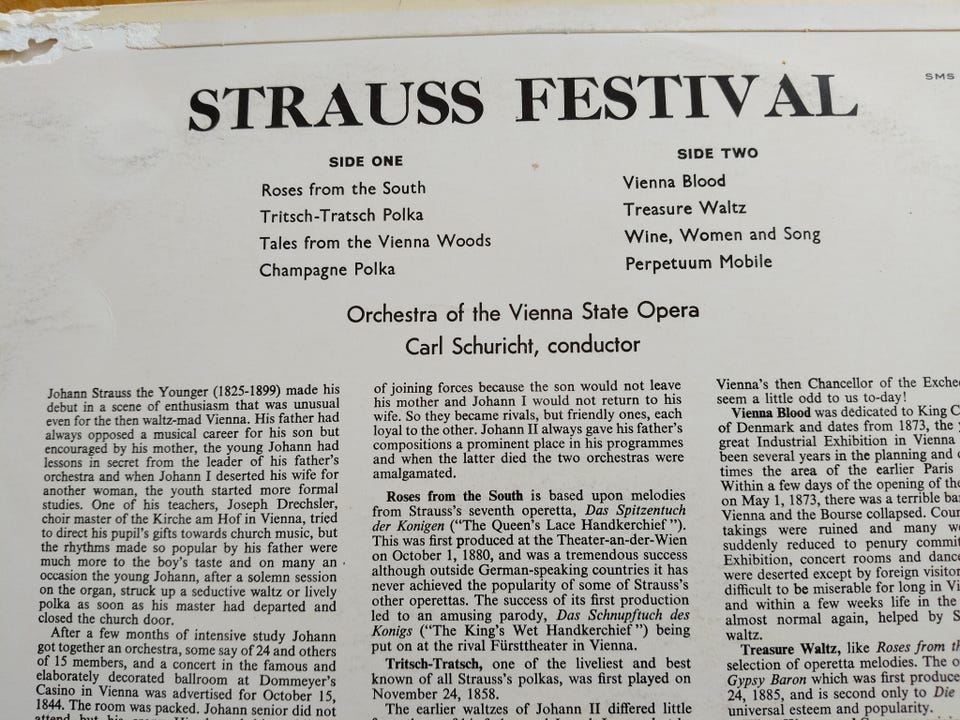 STRAUSS FESTIVAL
SMS
SIDE ONE
Roses from the South
Tritsch-Tratsch Polka
Tales from the Vienna Woods
Champagne Polka
SIDE TWO
Vienna Blood
Treasure Waltz
Wine, Women and Song
Perpetuum Mobile
Orchestra of the Vienna State Opera
Carl Schuricht, conductor
Johann Strauss the Younger (1825-1899) made his
debut in a scene of enthusiasm that was unusual
even for the then waltz-mad Vienna. His father had
always opposed a musical career for his son but
encouraged by his mother, the young Johann had
lessons in secret from the leader of his father's
orchestra and when Johann I deserted his wife for
another woman, the youth started more formal
studies. One of his teachers, Joseph Drechsler,
choir master of the Kirche am Hof in Vienna, tried
to direct his pupil's gifts towards church music, but
the rhythms made so popular by his father were
much more to the boy's taste and on many an
occasion the young Johann, after a solemn session
on the organ, struck up a seductive waltz or lively
polka as soon as his master had departed and
closed the church door.
After a few months of intensive study Johann
got together an orchestra, some say of 24 and others
of 15 members, and a concert in the famous and
elaborately decorated ballroom at Dommeyer's
Casino in Vienna was advertised for October 15,
1844. The room was packed. Johann senior did not
of joining forces because the son would not leave
his mother and Johann I would not return to his
wife. So they became rivals, but friendly ones, each
loyal to the other. Johann II always gave his father's
compositions a prominent place in his programmes
and when the latter died the two orchestras were
amalgamated.
Roses from the South is based upon melodies
from Strauss's seventh operetta, Das Spitzentuch
der Konigen ("The Queen's Lace Handkerchief").
This was first produced at the Theater-an-der-Wien
on October 1, 1880, and was a tremendous success
although outside German-speaking countries it has
never achieved the popularity of some of Strauss's
other operettas. The success of its first production
led to an amusing parody, Das Schnupftuch des
Konigs ("The King's Wet Handkerchief") being
put on at the rival Fürsttheater in Vienna.
Tritsch-Tratsch, one of the liveliest and best
known of all Strauss's polkas, was first played on
November 24, 1858.
The earlier waltzes of Johann II differed little
Vienna's then Chancellor of the Exche
seem a little odd to us to-day!
Vienna Blood was dedicated to King C
of Denmark and dates from 1873, the
great Industrial Exhibition in Vienna
been several years in the planning and
times the area of the earlier Paris
Within a few days of the opening of the
on May 1, 1873, there was a terrible ba
Vienna and the Bourse collapsed. Coun
takings were ruined and many w
suddenly reduced to penury commit
Exhibition, concert rooms and dance
were deserted except by foreign visitor
difficult to be miserable for long in Vi
and within a few weeks life in the
almost normal again, helped by S
waltz.
Treasure Waltz, like Roses from th
selection of operetta melodies. The o
Gypsy Baron which was first produce
24, 1885, and is second only to Die
universal esteem and popularity.